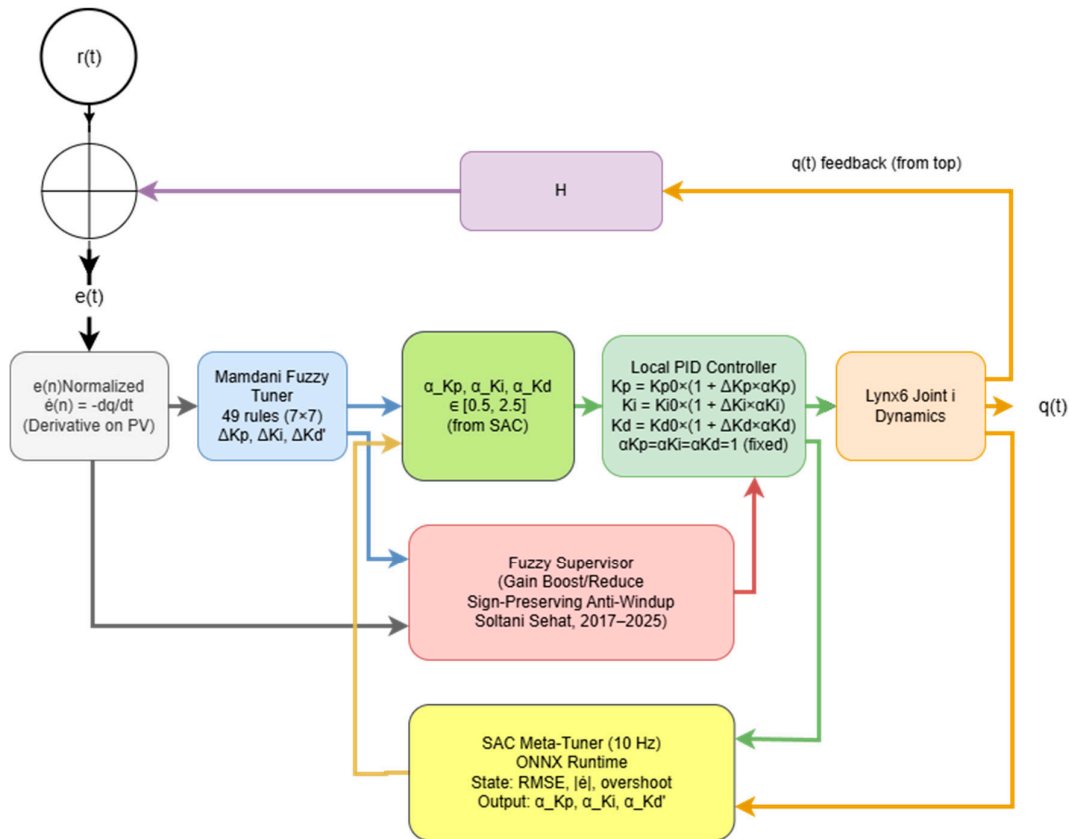 r(t)
q(t) feedback (from top)
H
e(t)
e(n)Normalized
ė(n) = -dq/dt
(Derivative on PV)
Mamdani Fuzzy
Tuner
49 rules (7×7)
ΔKp, ΔKi, ΔKd'
α_Kp, α_Ki, α_Kd
∈ [0.5, 2.5]
(from SAC)
Local PID Controller
Kp = Kp0×(1 + ΔKp×αKp)
Ki = Ki0×(1 + ΔKi×αKi)
Kd = Kd0×(1 + ΔKd×αKd)
αKp=αKi=αKd=1 (fixed)
Lynx6 Joint i
Dynamics
q(t)
Fuzzy Supervisor
(Gain Boost/Reduce
Sign-Preserving Anti-Windup
Soltani Sehat, 2017–2025)
SAC Meta-Tuner (10 Hz)
ONNX Runtime
State: RMSE, |ė|, overshoot
Output: α_Kp, α_Ki, α_Kd'